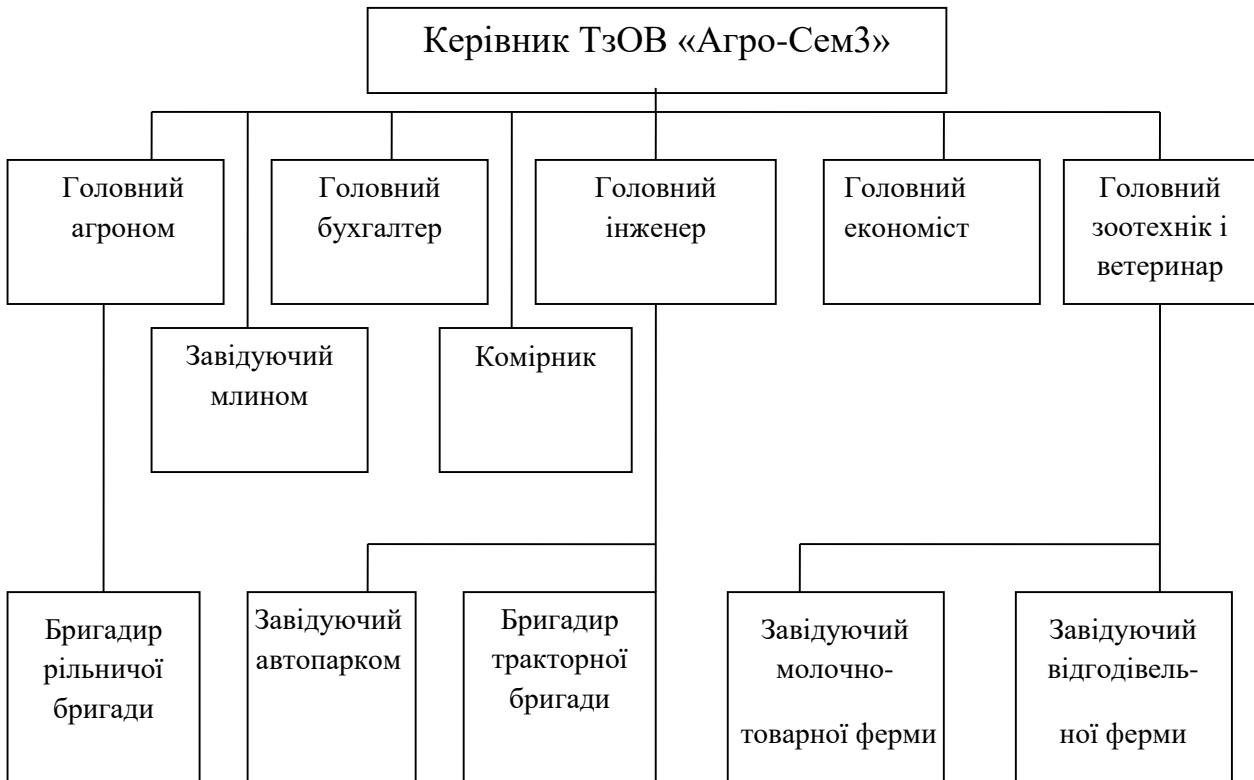 Керівник ТзОВ «Агро-Сем3»
Головний
агроном
Головний
бухгалтер
Головний
інженер
Головний
економіст
Головний
зоотехнік і
ветеринар
Завідуючий
млином
Комірник
Бригадир
рільничої
бригади
Завідуючий
автопарком
Бригадир
тракторної
бригади
Завідуючий
молочно-
товарної ферми
Завідуючий
відгодівель-
ної ферми